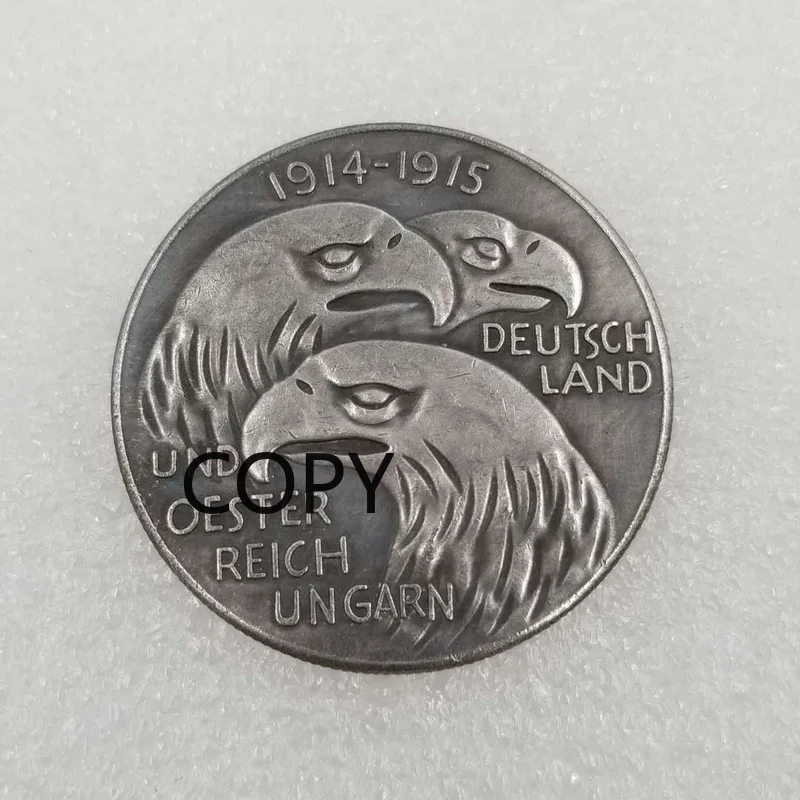 1914-1915
DEUTSCH
LAND
UND
COPY
OESTER
REICH
UNGARN